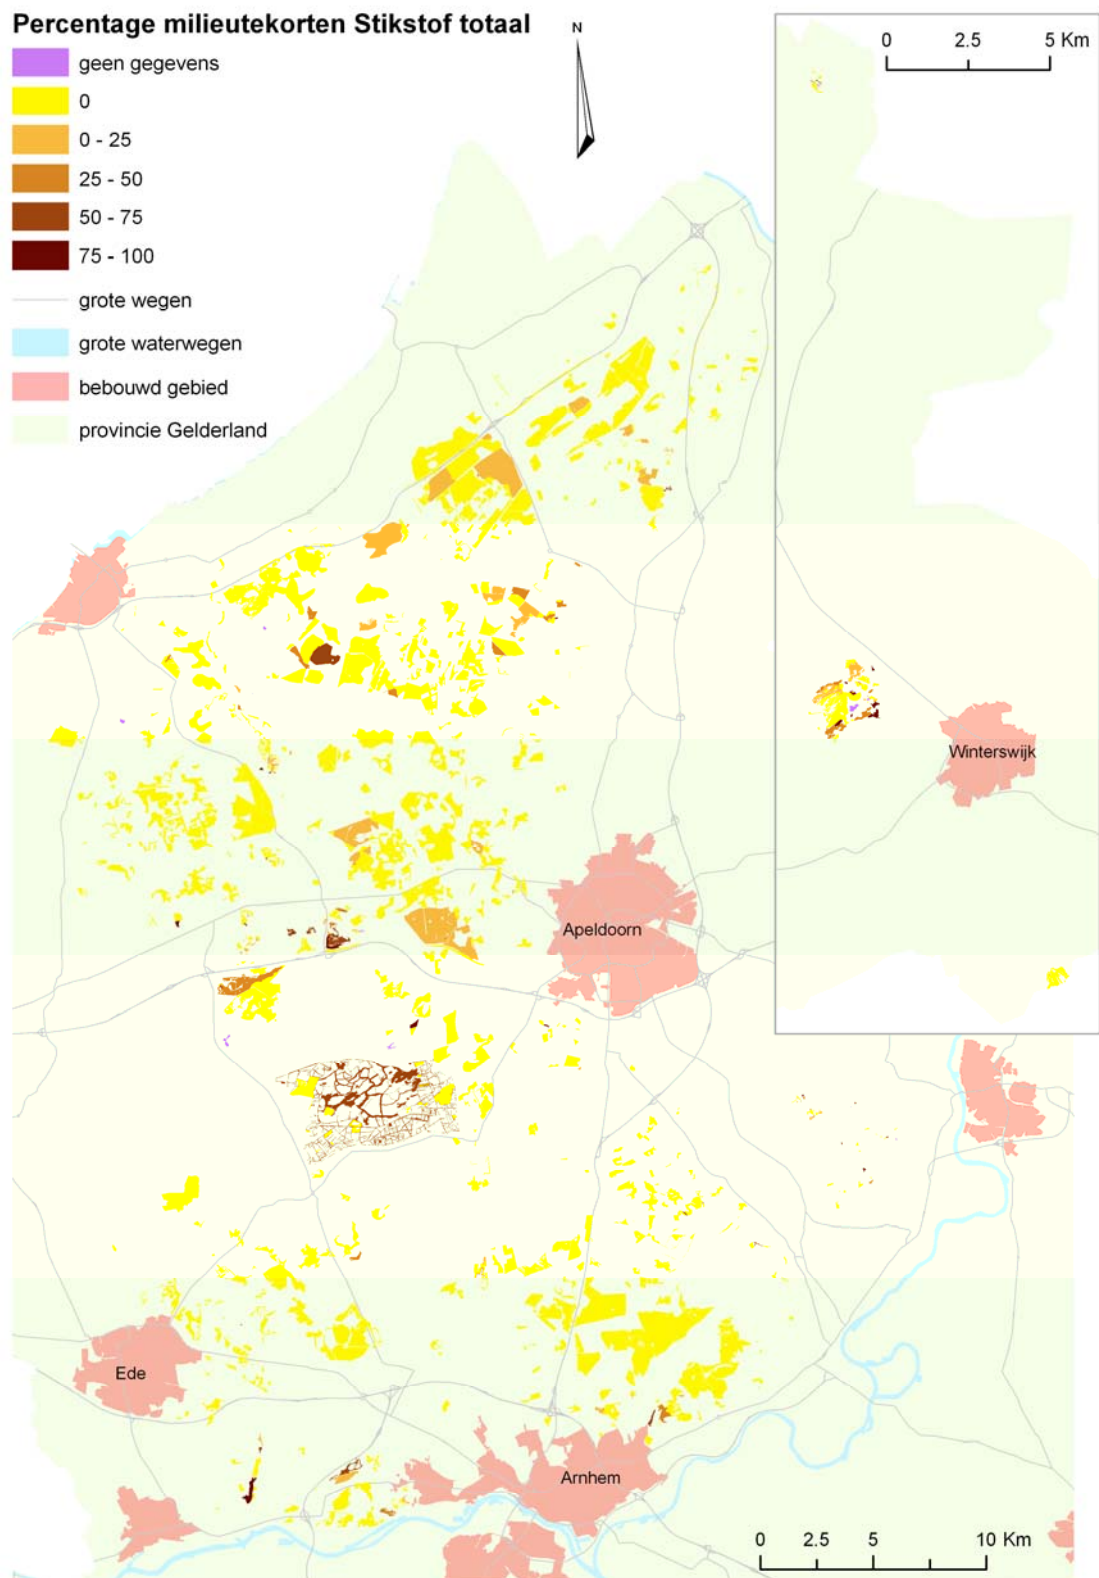 Percentage milieutekorten Stikstof totaal
geen gegevens
0
0 - 25
25 - 50
50 - 75
75 - 100
grote wegen
grote waterwegen
bebouwd gebied
provincie Gelderland
N
0 2.5 5 Km
Winterswijk
Apeldoorn
Ede
Arnhem
0 2.5 5 10 Km